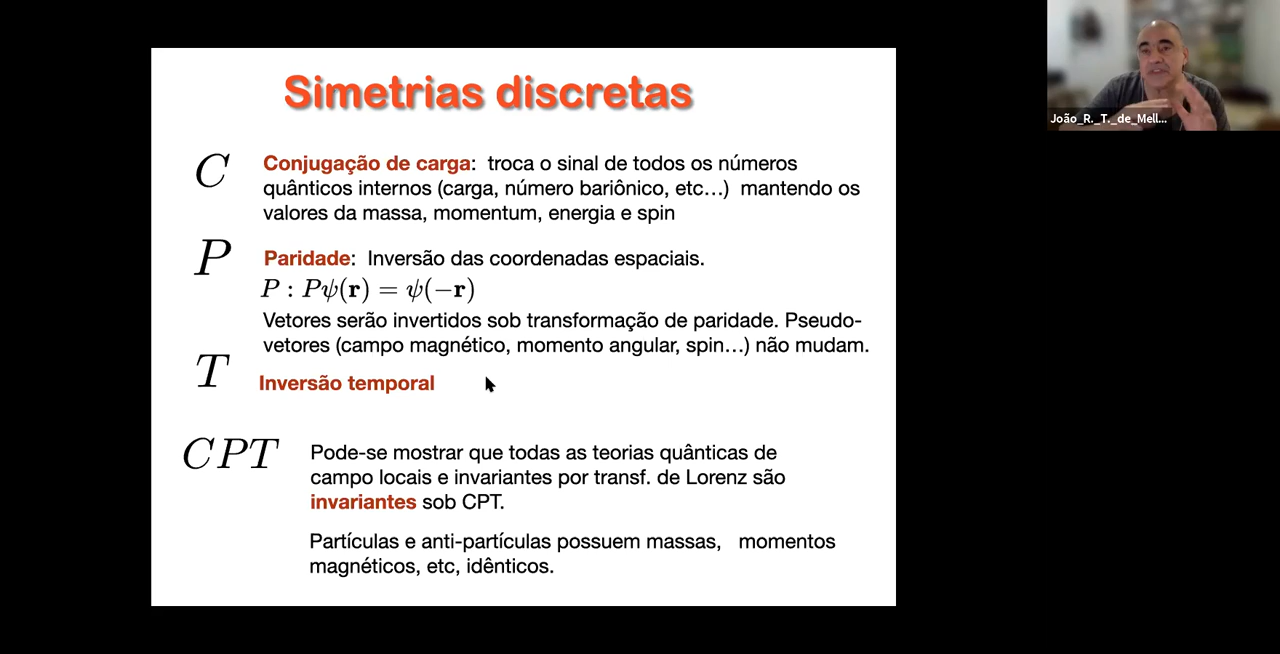 Simetrias discretas
João_R._T._de_Mell...
C
Conjugação de carga: troca o sinal de todos os números
quânticos internos (carga, número bariônico, etc…) mantendo os
valores da massa, momentum, energia e spin
P
Paridade: Inversão das coordenadas espaciais.
P : Pψ(r) = ψ(−r)
Vetores serão invertidos sob transformação de paridade. Pseudo-
vetores (campo magnético, momento angular, spin…) não mudam.
T
Inversão temporal
CPT
Pode-se mostrar que todas as teorias quânticas de
campo locais e invariantes por transf. de Lorenz são
invariantes sob CPT.
Partículas e anti-partículas possuem massas, momentos
magnéticos, etc, idênticos.